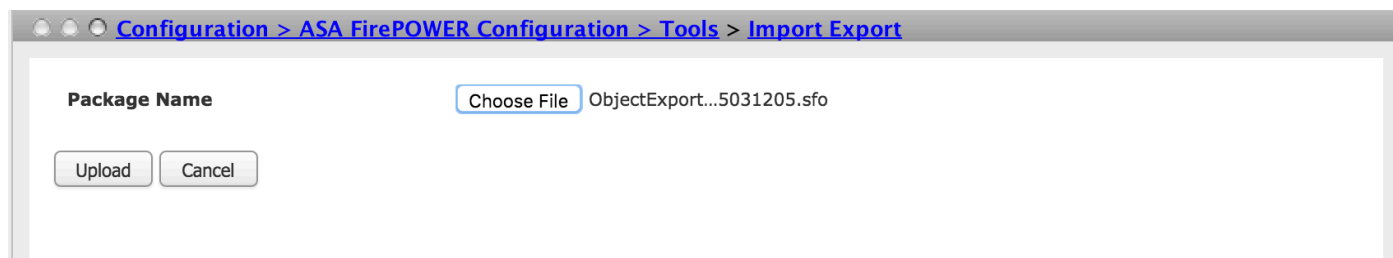 Configuration > ASA FirePOWER Configuration > Tools > Import Export
Package Name Choose File ObjectExport...5031205.sfo
Upload Cancel